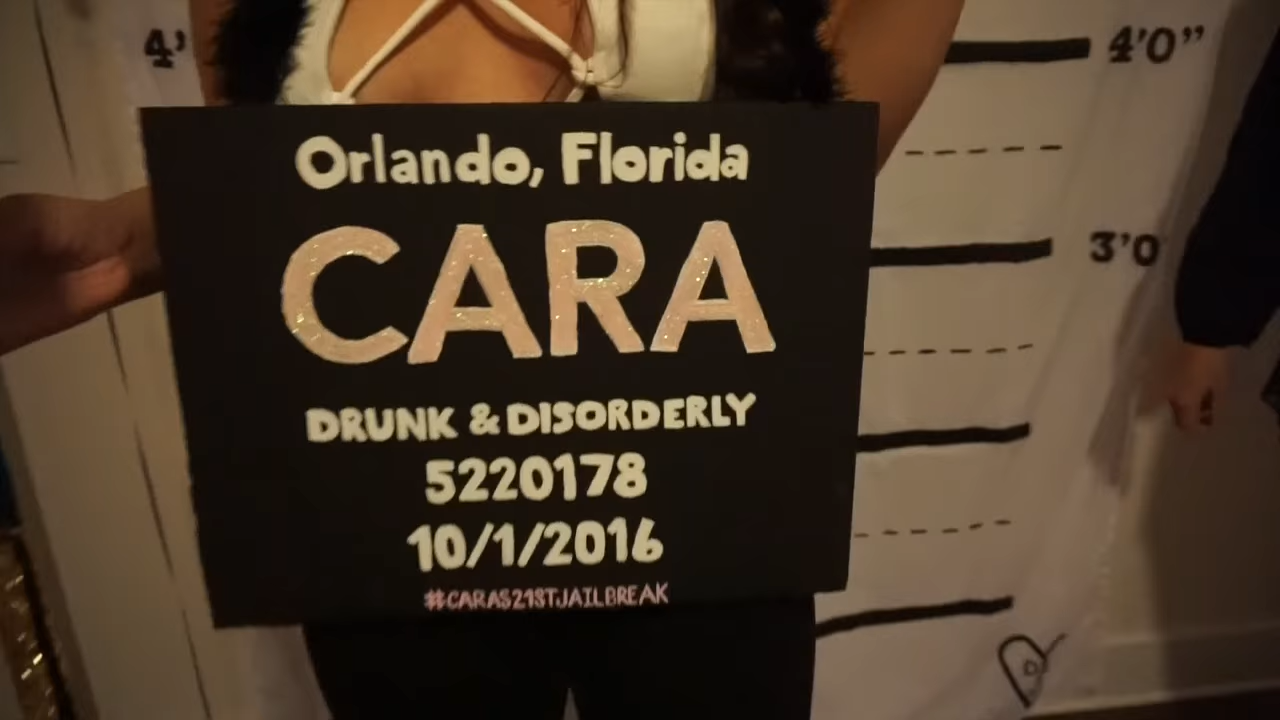 4'
4'0”
Orlando, Florida
CARA
3'0
DRUNK & DISORDERLY
5220178
10/1/2016
#CARAS21STJAILBREAK